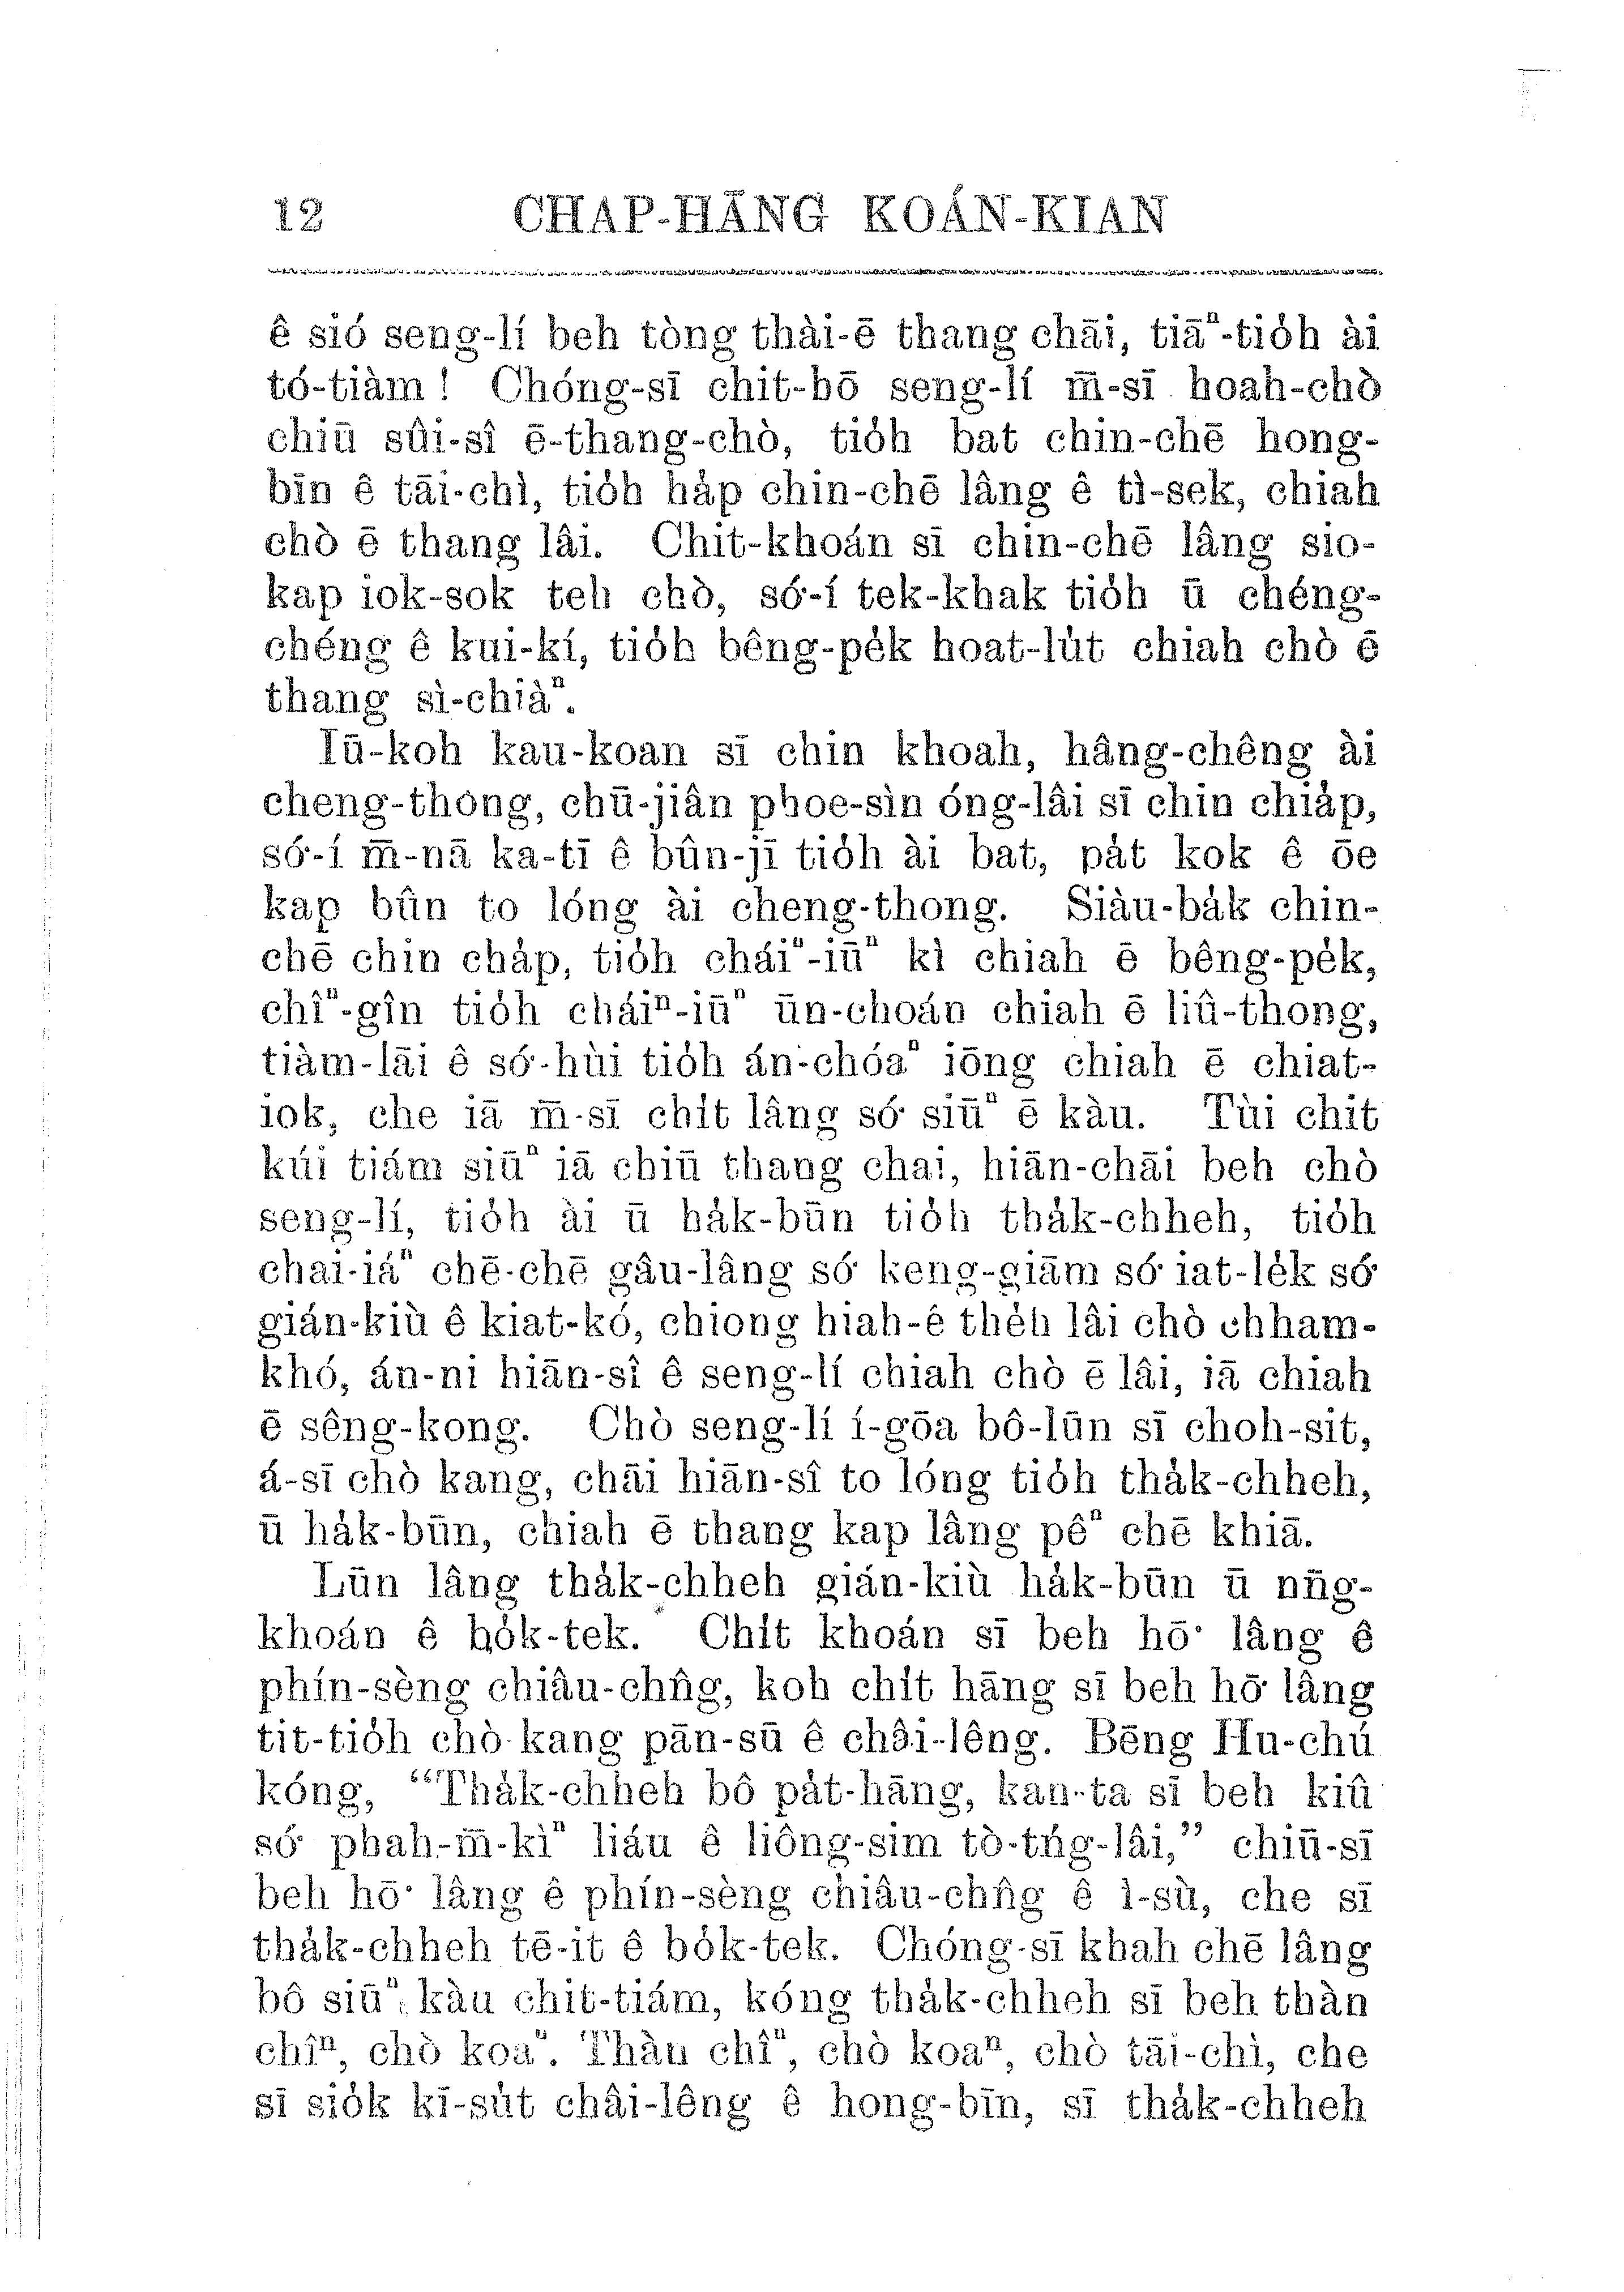 12 CHAP-HĀNG KOÁN-KIAN
ê sió seng-lí beh tòng thài-ē thang chāi, tiāⁿ-tio̍h ài
tó-tiàm! Chóng-sī chit-hō seng-lí m̄-sī hoah-chò
chiū sûi-sî ē-thang-chò, tio̍h bat chin-chē hong-
bīn ê tāi-chì, tio̍h ha̍p chin-chē lâng ê tì-sek, chiah
chò ē thang lâi. Chit-khoán sī chin-chē lâng sio-
kap iok-sok teh chò, só͘-í tek-khak tio̍h ū chéng-
chéng ê kui-kí, tio̍h bêng-pe̍k hoat-lu̍t chiah chò ē
thang sì-chiàⁿ.
Iū-koh kau-koan sī chin khoah, hâng-chêng ài
cheng-thong, chū-jiân phoe-sìn óng-lâi sī chin chia̍p,
só͘-í m̄-nā ka-tī ê bûn-jī tio̍h ài bat, pa̍t kok ê ōe
kap bûn to lóng ài cheng-thong. Siàu-ba̍k chin-
chē chin cha̍p, tio̍h cháiⁿ-iūⁿ kì chiah ē bêng-pe̍k,
chîⁿ-gîn tio̍h cháiⁿ-iūⁿ ūn-choán chiah ē liû-thong,
tiàm-lāi ê só͘-hùi tio̍h án-chóaⁿ iōng chiah ē chiat-
iok, che iā m̄-sī chi̍t lâng só͘ siūⁿ ē kàu. Tùi chit
kúi tiám siūⁿ iā chiū thang chai, hiān-chāi beh chò
seng-lí, tio̍h ài ū ha̍k-būn tio̍h tha̍k-chheh, tio̍h
chai-iáⁿ chē-chē gâu-lâng só͘ keng-giām só͘ iat-le̍k só͘
gián-kiù ê kiat-kó, chiong hiah-ê the̍h lâi chò chham-
khó, án-ni hiān-sî ê seng-lí chiah chò ē lâi, iā chiah
ē sêng-kong. Chò seng-lí í-gōa bô-lūn sī choh-sit,
á-sī chò kang, chāi hiān-sî to lóng tio̍h tha̍k-chheh,
ū ha̍k-būn, chiah ē thang kap lâng pêⁿ chē khiā.
Lūn lâng tha̍k-chheh gián-kiù ha̍k-būn ū nn̄g-
khoán ê bo̍k-tek. Chi̍t khoán sī beh hō͘ lâng ê
phín-sèng chiâu-chn̂g, koh chi̍t hāng sī beh hō͘ lâng
tit-tio̍h chò-kang pān-sū ê châi-lêng. Bēng Hu-chú
kóng, “Tha̍k-chheh bô pa̍t-hāng, kan-ta sī beh kiû
só͘ phah-m̄-kìⁿ liáu ê liông-sim tò-tńg-lâi,” chiū-sī
beh hō͘ lâng ê phín-sèng chiâu-chn̂g ê ì-sù, che sī
tha̍k-chheh tē-it ê bo̍k-tek. Chóng-sī khah chē lâng
bô siūⁿ kàu chit-tiám, kóng tha̍k-chheh sī beh thàn
chîⁿ, chò koaⁿ. Thàn chîⁿ, chò koaⁿ, chò tāi-chì, che
sī sio̍k kī-su̍t châi-lêng ê hong-bīn, sī tha̍k-chheh